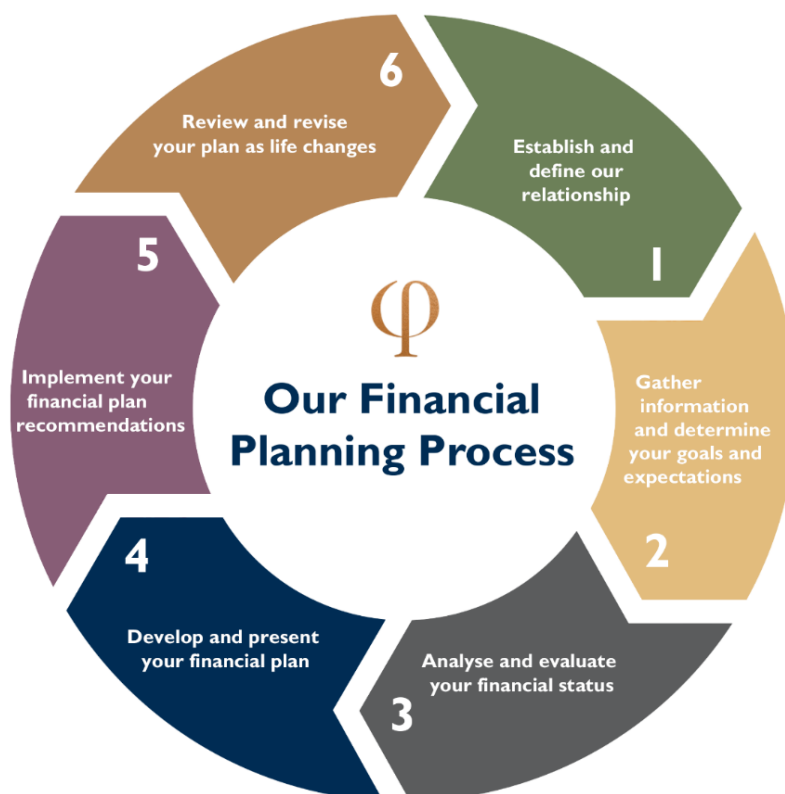 φ
Our Financial
Planning Process
1
Establish and
define our
relationship
2
Gather
information
and determine
your goals and
expectations
3
Analyse and evaluate
your financial status
4
Develop and present
your financial plan
5
Implement your
financial plan
recommendations
6
Review and revise
your plan as life changes